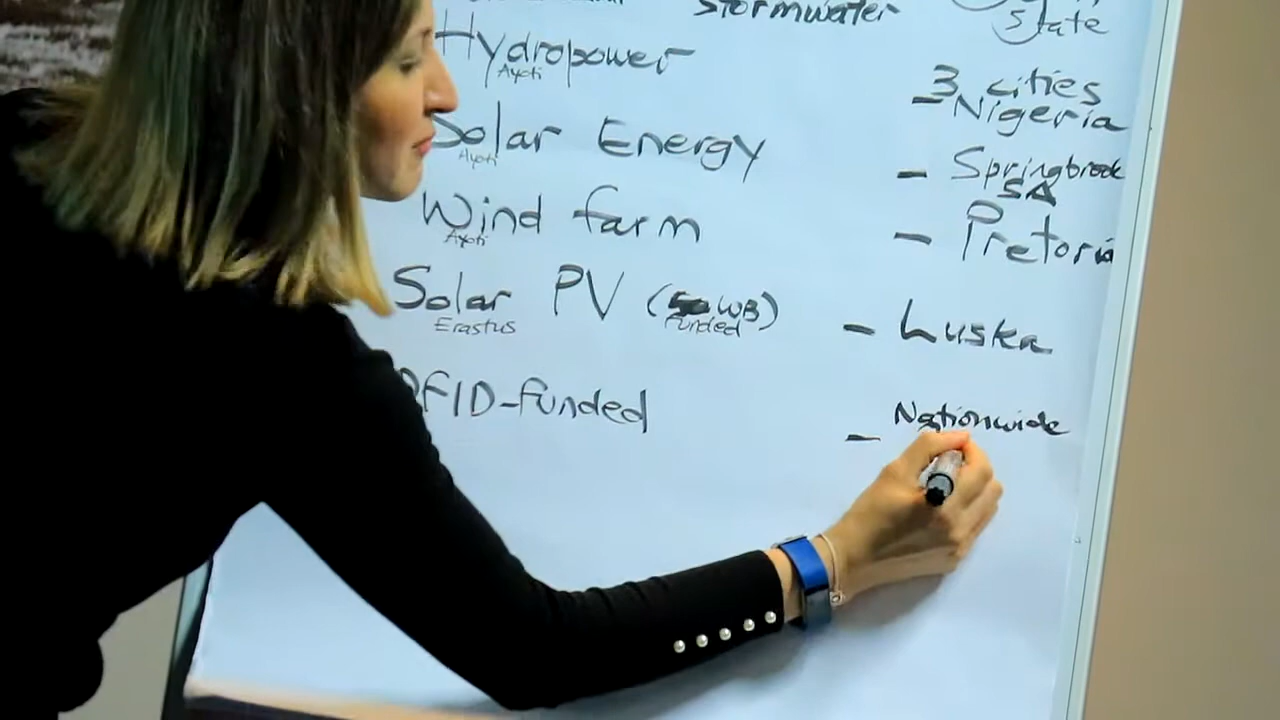 Stormwater
State
Hydropower
Ayoti
3 cities
- Nigeria
Solar Energy
Ayoti
- Springbrook
SA
Wind farm
Ayoti
- Pretoria
Solar PV (WB)
Erastus
funded
- Luska
DFID-funded
- Nationwide